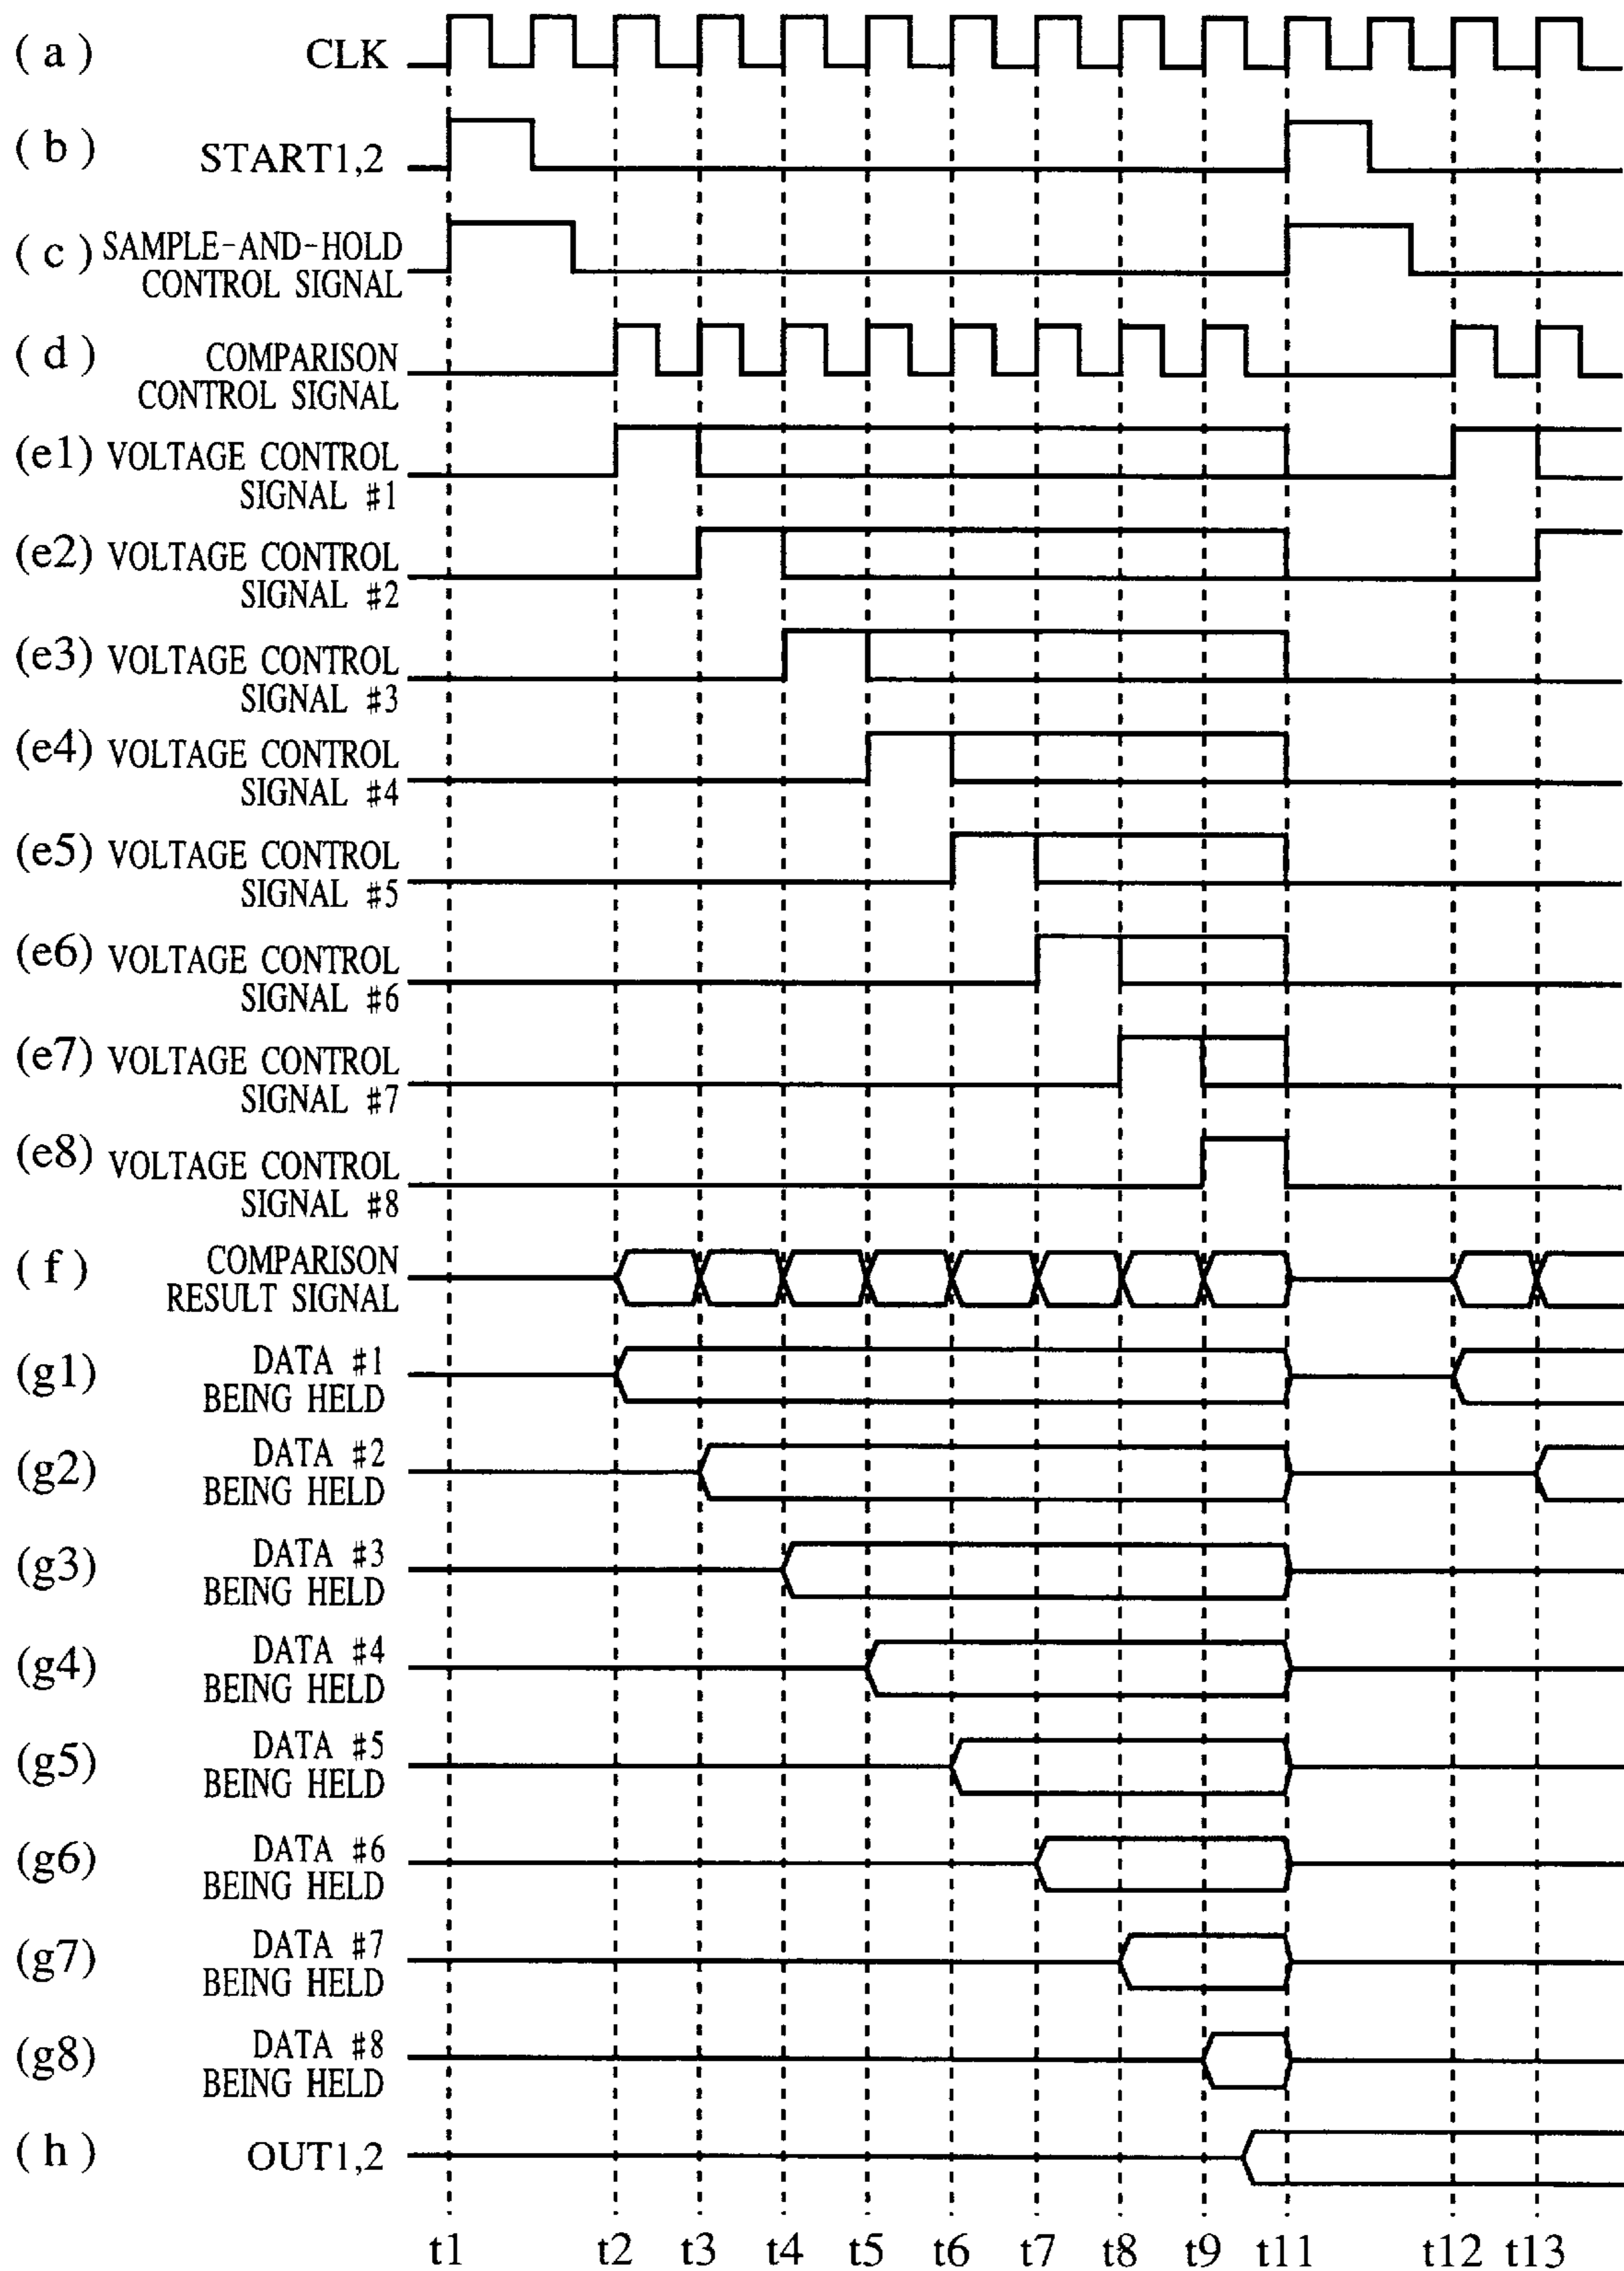 (a) CLK
(b) START1,2
(c) SAMPLE-AND-HOLD
CONTROL SIGNAL
(d) COMPARISON
CONTROL SIGNAL
(e1) VOLTAGE CONTROL
SIGNAL #1
(e2) VOLTAGE CONTROL
SIGNAL #2
(e3) VOLTAGE CONTROL
SIGNAL #3
(e4) VOLTAGE CONTROL
SIGNAL #4
(e5) VOLTAGE CONTROL
SIGNAL #5
(e6) VOLTAGE CONTROL
SIGNAL #6
(e7) VOLTAGE CONTROL
SIGNAL #7
(e8) VOLTAGE CONTROL
SIGNAL #8
(f) COMPARISON
RESULT SIGNAL
(g1) DATA #1
BEING HELD
(g2) DATA #2
BEING HELD
(g3) DATA #3
BEING HELD
(g4) DATA #4
BEING HELD
(g5) DATA #5
BEING HELD
(g6) DATA #6
BEING HELD
(g7) DATA #7
BEING HELD
(g8) DATA #8
BEING HELD
(h) OUT1,2
t1 t2 t3 t4 t5 t6 t7 t8 t9 t11 t12 t13